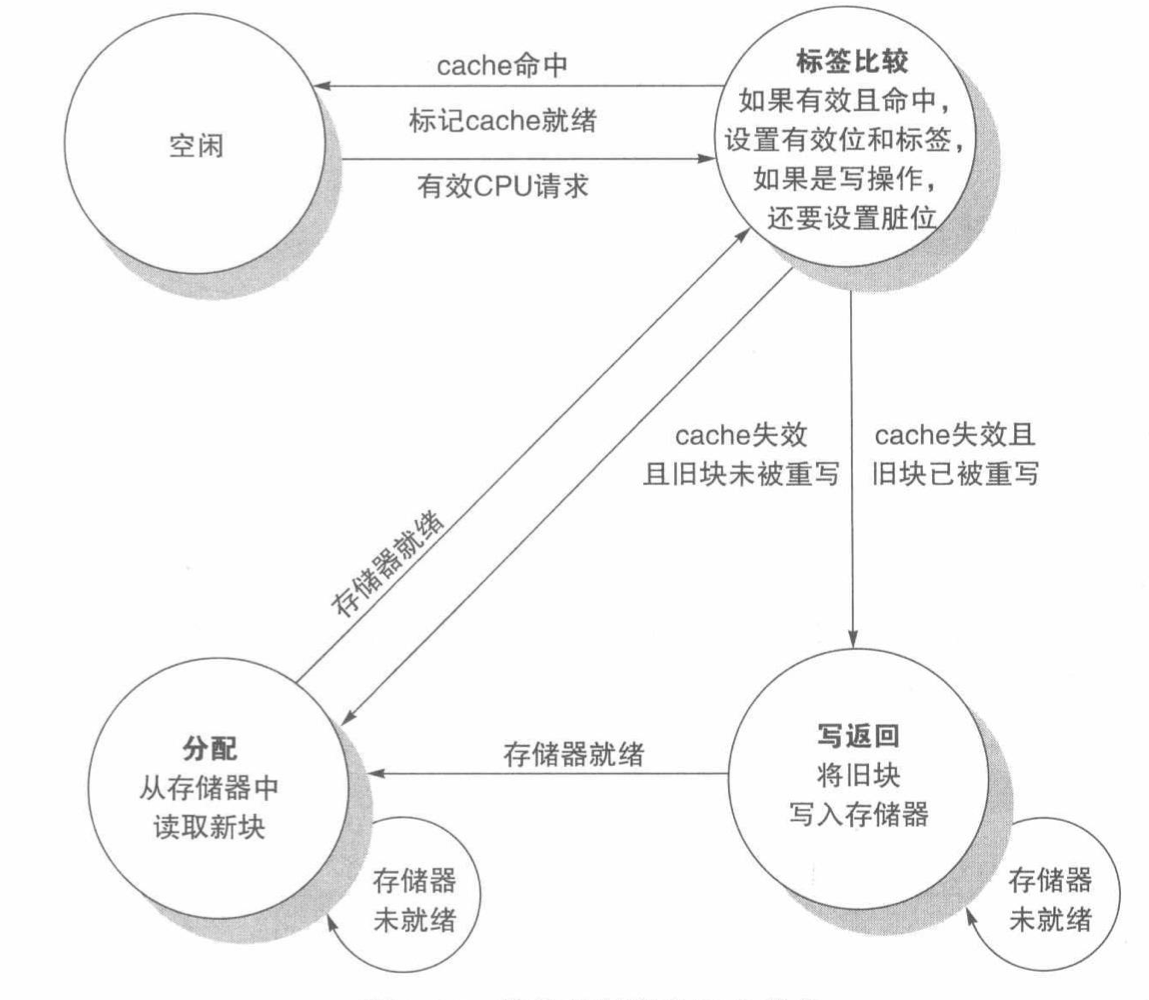 空闲
cache命中
标记cache就绪
有效CPU请求
标签比较
如果有效且命中，
设置有效位和标签，
如果是写操作，
还要设置脏位
cache失效
且旧块未被重写
cache失效且
旧块已被重写
存储器就绪
分配
从存储器中
读取新块
存储器就绪
写返回
将旧块
写入存储器
存储器
未就绪
存储器
未就绪